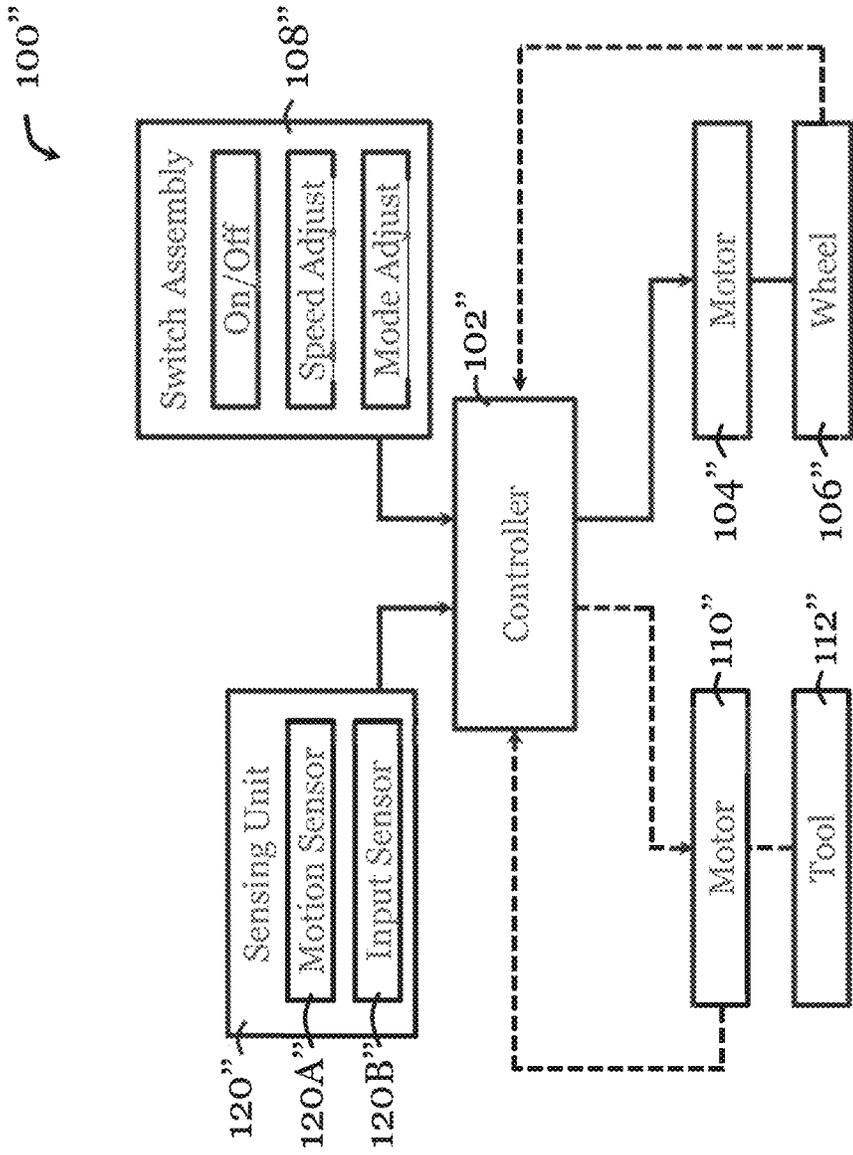 100”
Switch Assembly
On/Off
Speed Adjust
Mode Adjust
108”
Sensing Unit
Motion Sensor
Input Sensor
120”
120A”
120B”
Controller
102”
Motor
110”
Tool
112”
Motor
104”
Wheel
106”